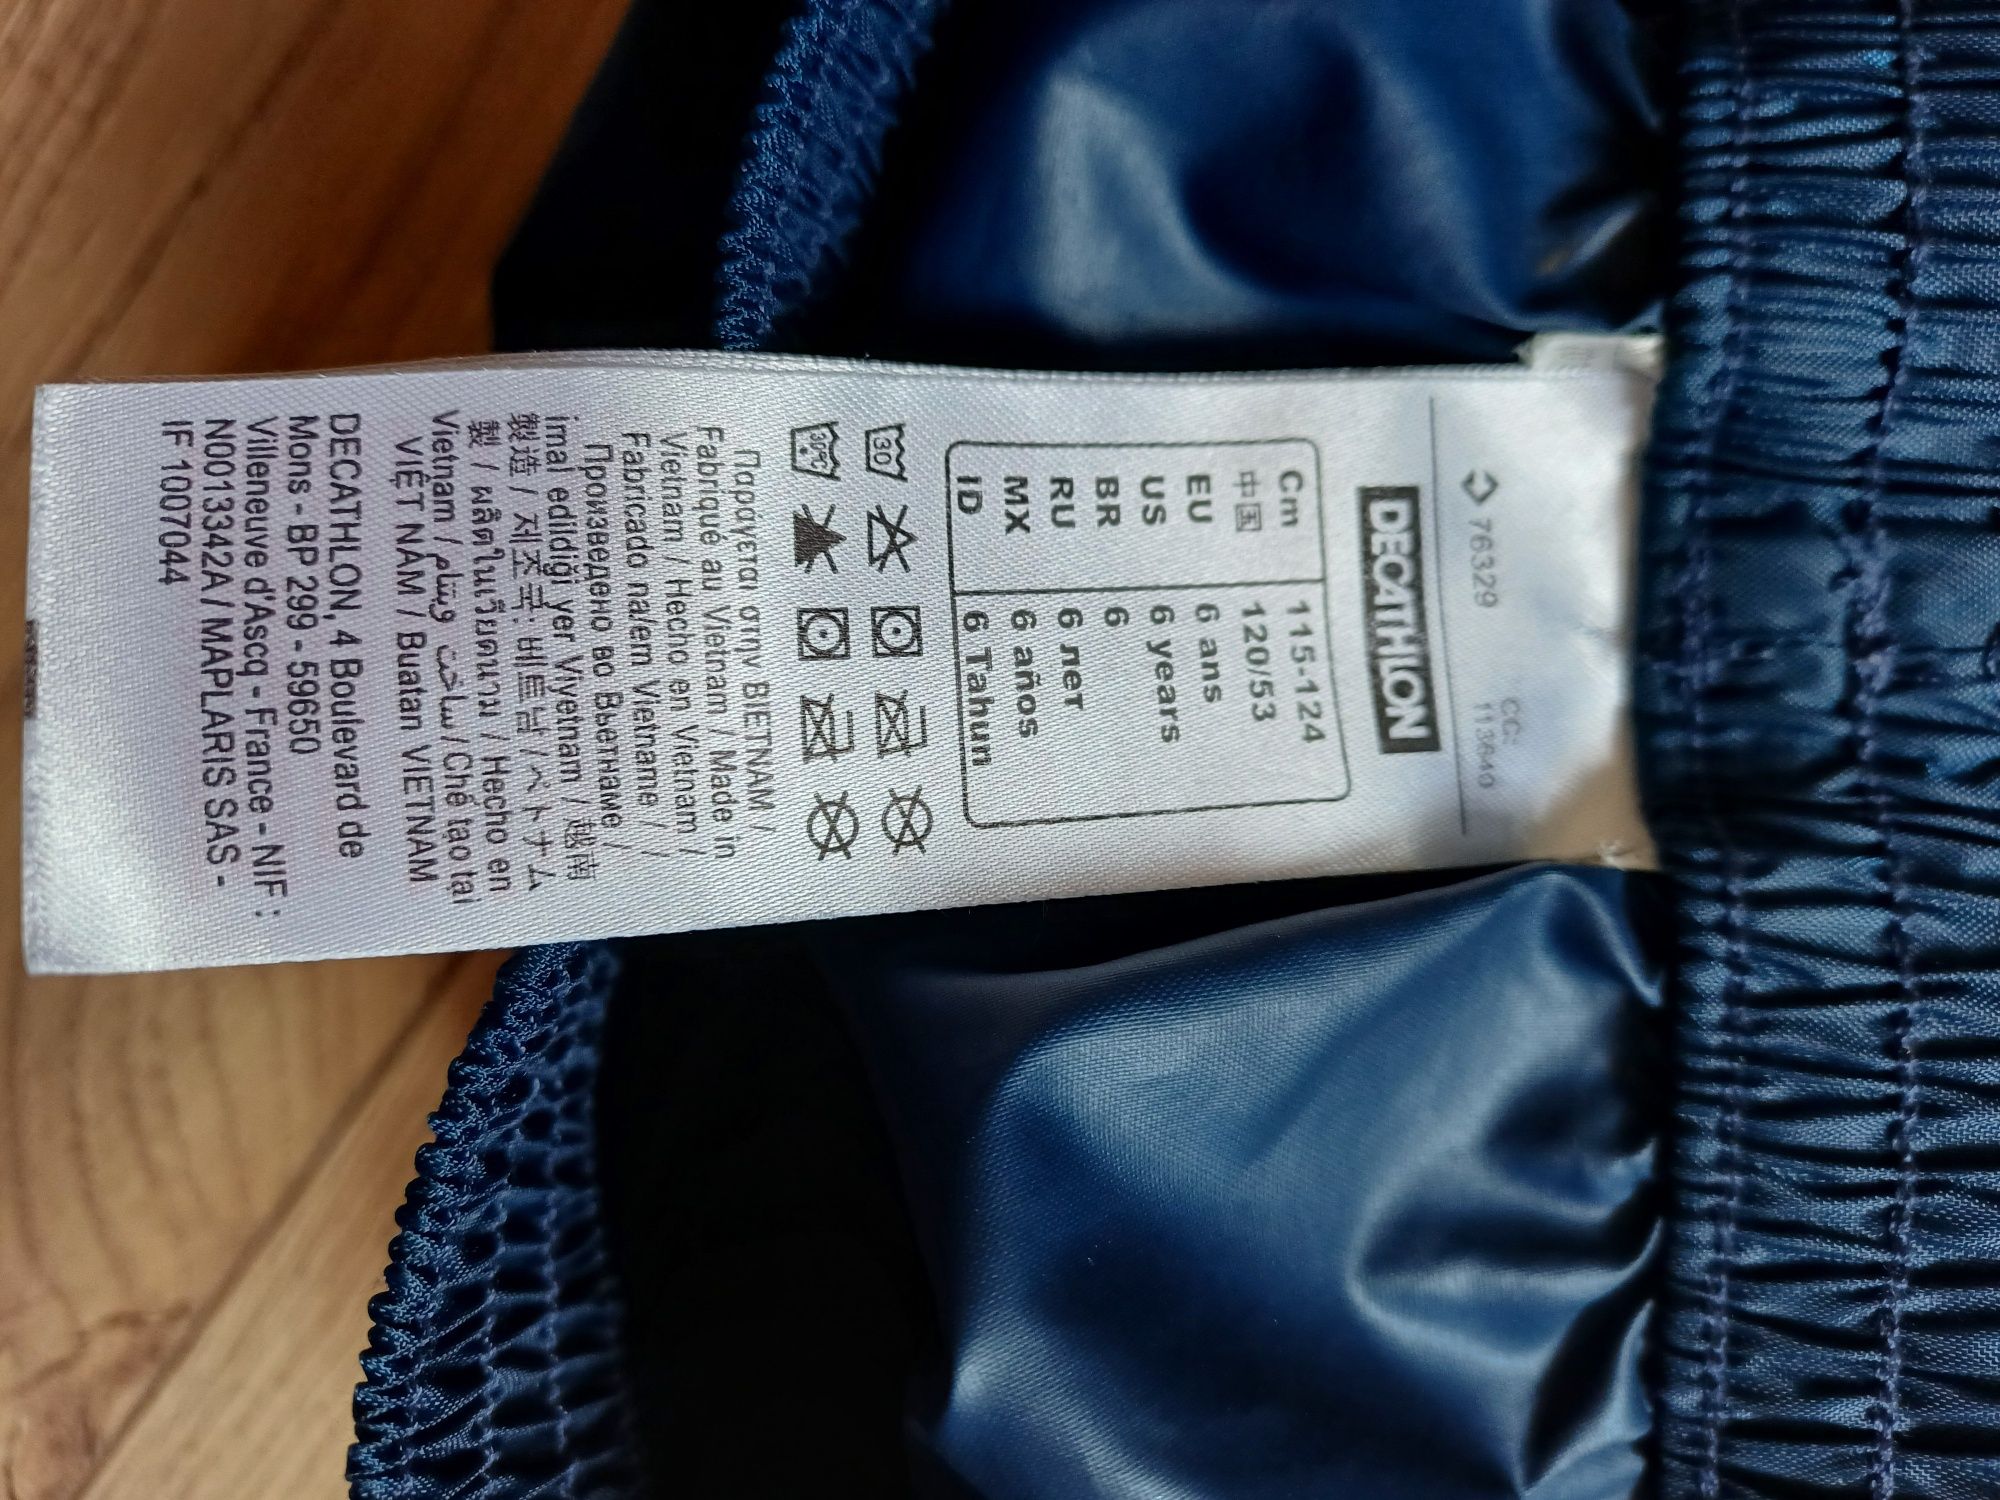 76329
CC:
113640
DECATHLON
Cm 115-124
中国 120/53
EU 6 ans
US 6 years
BR 6
RU 6 лет
MX 6 años
ID 6 Tahun
30
30°C
Παράγεται στην ΒΙΕΤΝΑΜ /
Fabriqué au Vietnam / Made in
Vietnam / Hecho en Vietnam /
Fabricado na/em Vietname /
Произведено во Вьетнаме /
imal edildiği yer Viyetnam / 越南
製造 / 제조국: 베트남 / ベトナム
製 / ผลิตในเวียดนาม / Hecho en
Vietnam / ساخت ویتنام / Chế tạo tại
VIỆT NAM / Buatan VIETNAM
DECATHLON, 4 Boulevard de
Mons - BP 299 - 59650
Villeneuve d'Ascq - France - NIF :
N0013342A / MAPLARIS SAS -
IF 1007044